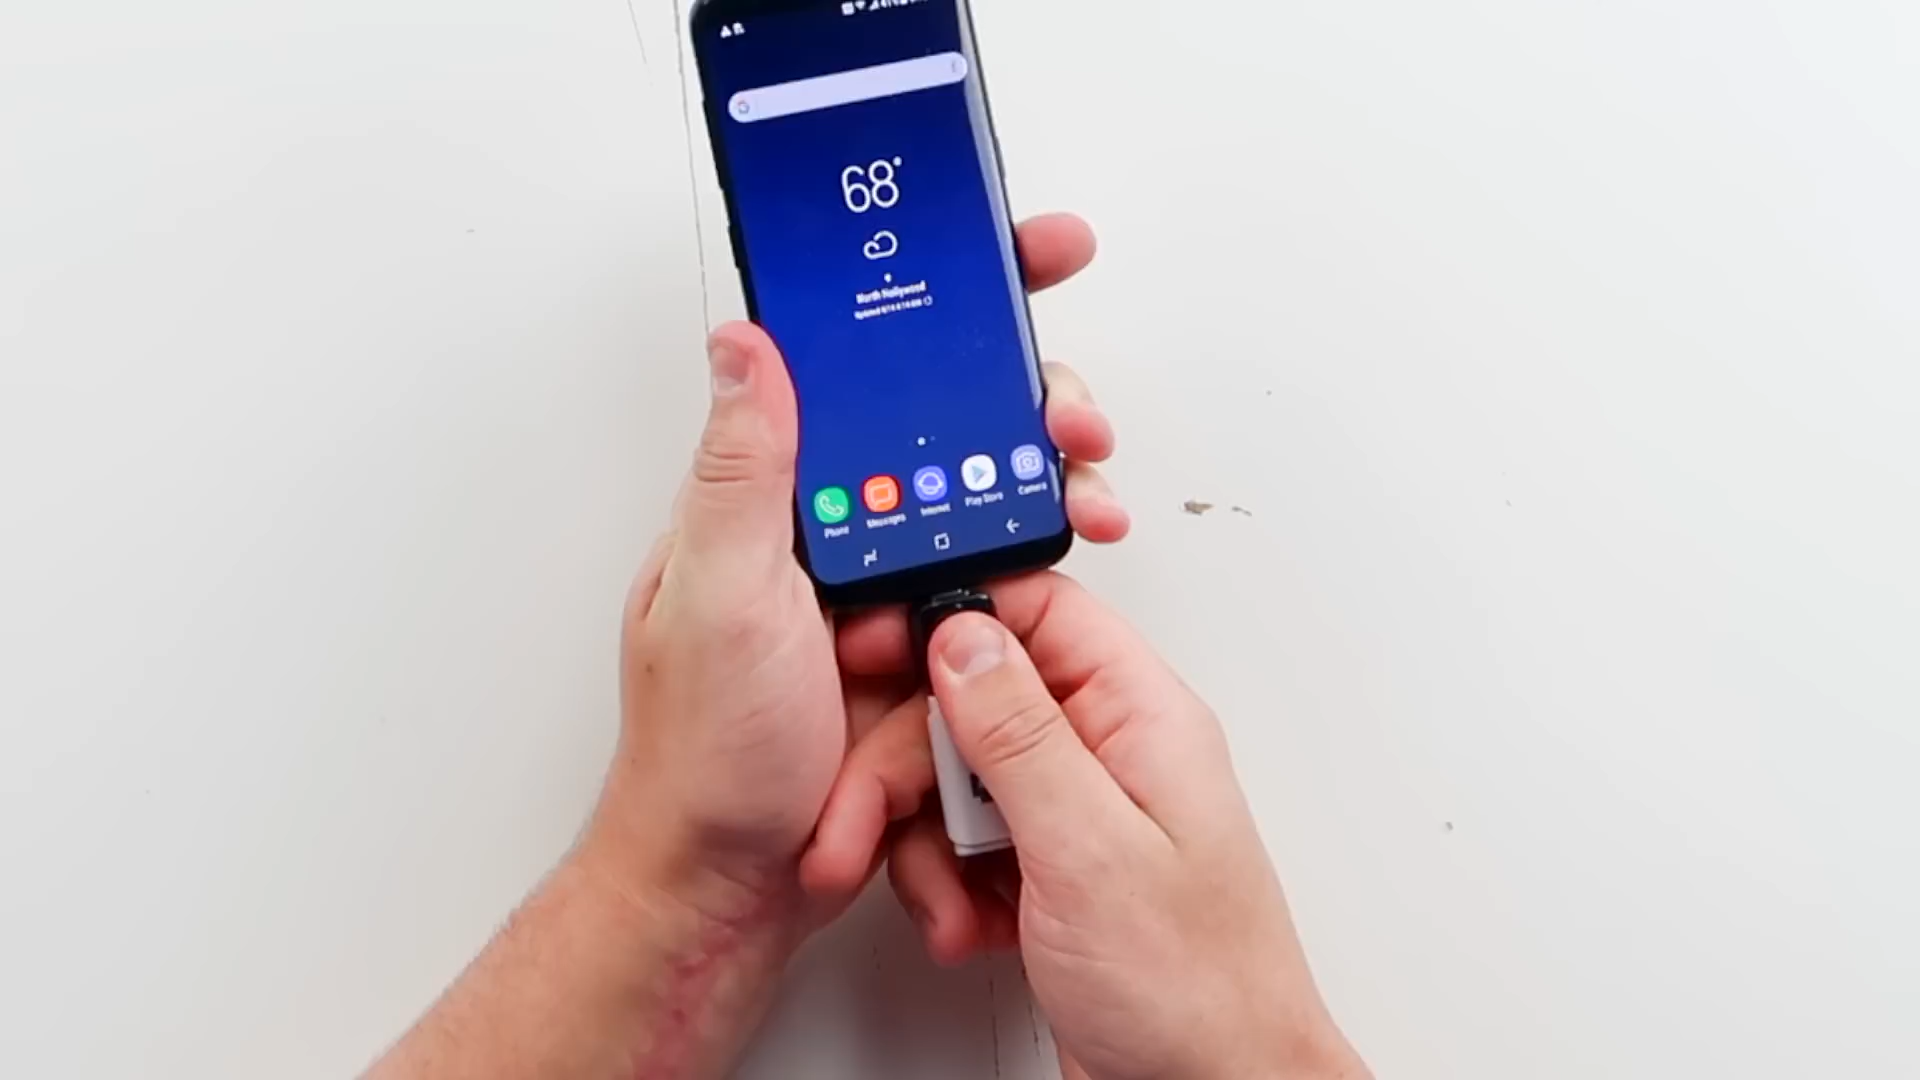 68°
North Hollywood
Phone
Messages
Internet
Play Store
Camera